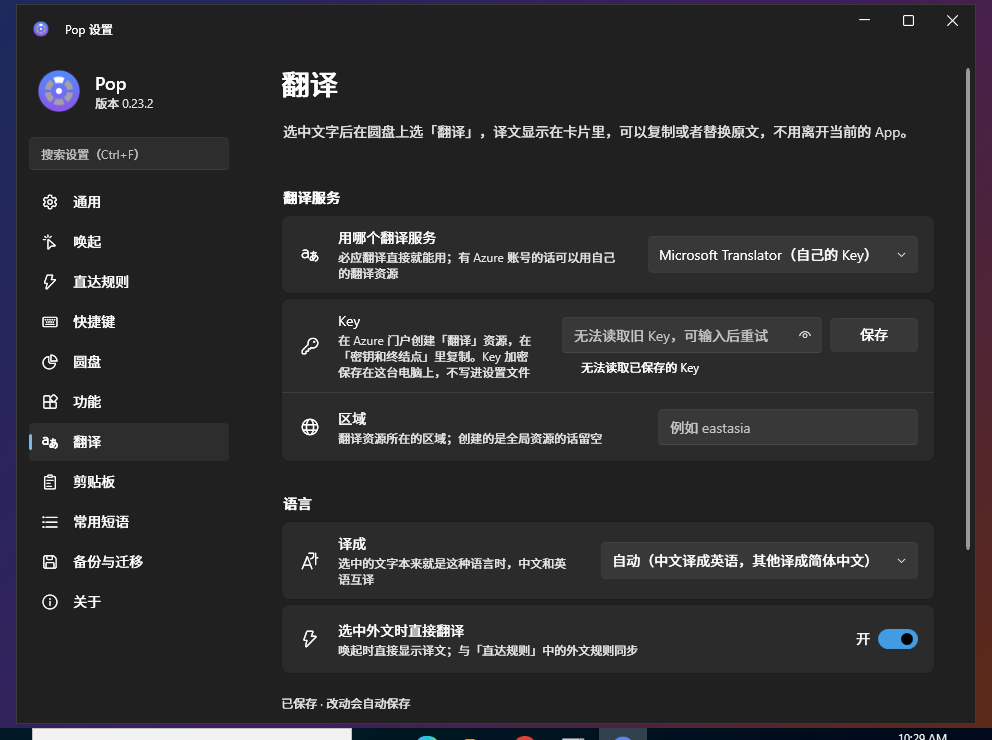 Pop 设置
Pop
版本 0.23.2
搜索设置（Ctrl+F）
通用
唤起
直达规则
快捷键
圆盘
功能
翻译
剪贴板
常用短语
备份与迁移
关于
翻译
选中文字后在圆盘上选「翻译」，译文显示在卡片里，可以复制或者替换原文，不用离开当前的 App。
翻译服务
用哪个翻译服务
必应翻译直接就能用；有 Azure 账号的话可以用自己
的翻译资源
Microsoft Translator（自己的 Key）
Key
在 Azure 门户创建「翻译」资源，在
「密钥和终结点」里复制。Key 加密
保存在这台电脑上，不写进设置文件
无法读取旧 Key，可输入后重试
保存
无法读取已保存的 Key
区域
翻译资源所在的区域；创建的是全局资源的话留空
例如 eastasia
语言
译成
选中的文字本来就是这种语言时，中文和英
语互译
自动（中文译成英语，其他译成简体中文）
选中外文时直接翻译
唤起时直接显示译文；与「直达规则」中的外文规则同步
开
已保存 · 改动会自动保存
10:29 AM